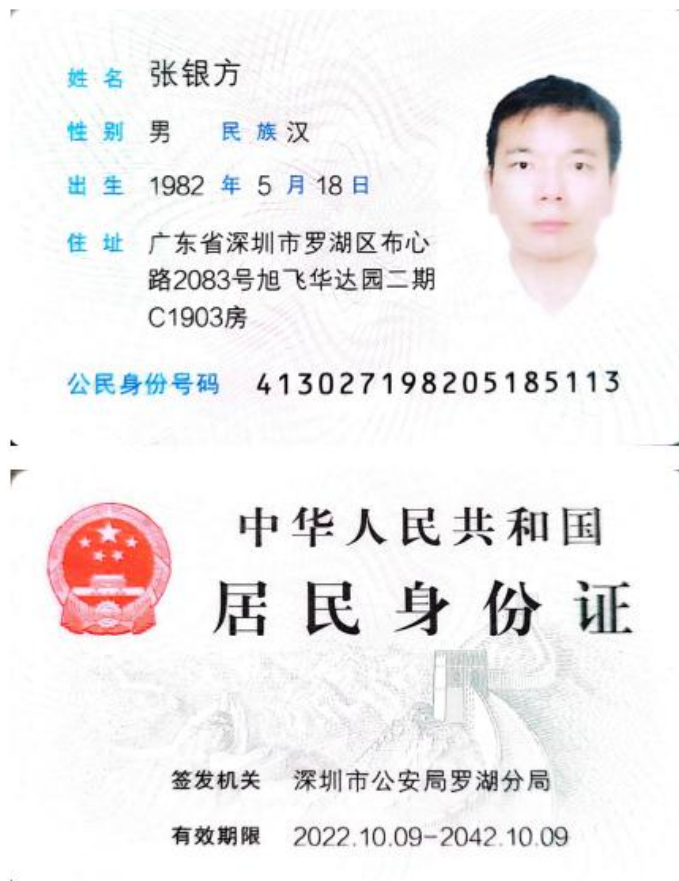 姓名 张银方
性别 男 民族 汉
出生 1982 年 5 月 18 日
住址 广东省深圳市罗湖区布心
路2083号旭飞华达园二期
C1903房
公民身份号码 413027198205185113
中华人民共和国
居民身份证
签发机关 深圳市公安局罗湖分局
有效期限 2022.10.09-2042.10.09